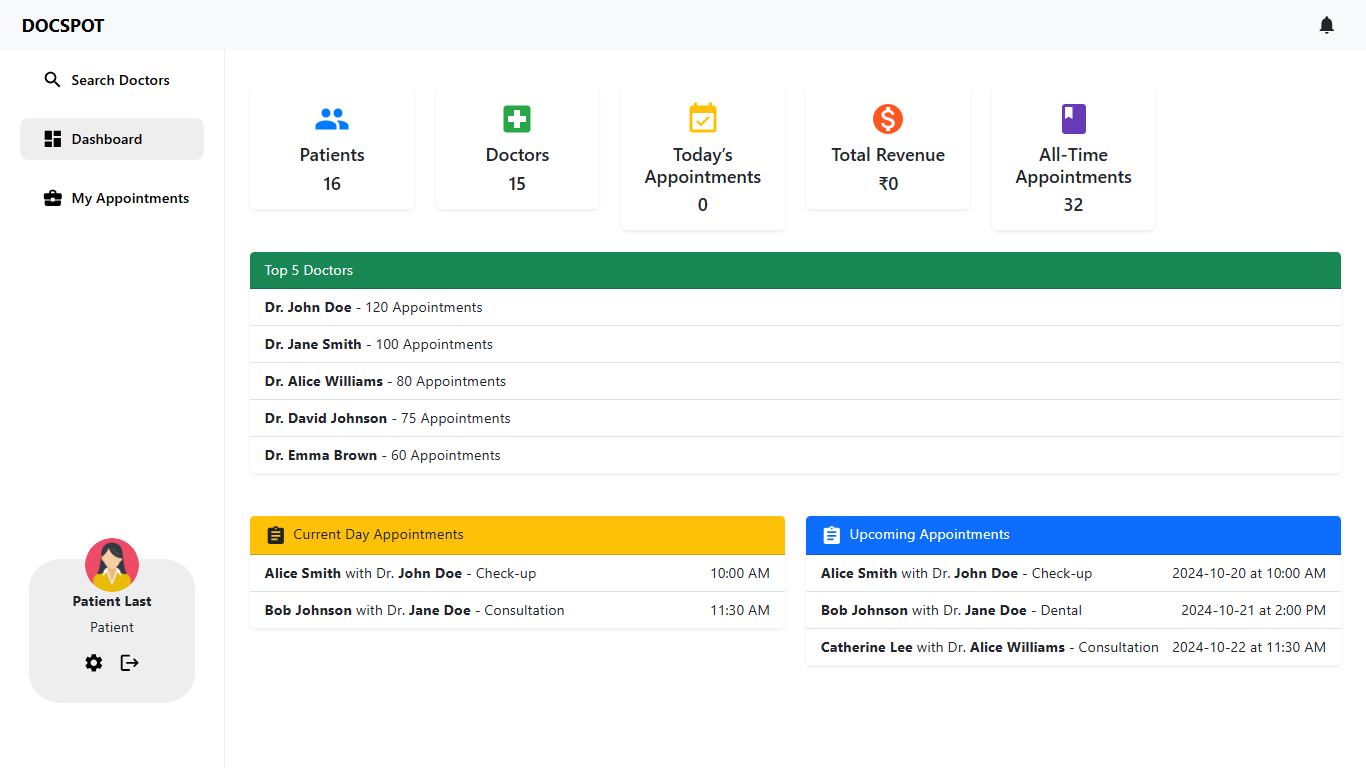 DOCSPOT
Search Doctors
Dashboard
My Appointments
Patients
16
Doctors
15
Today's
Appointments
0
Total Revenue
₹0
All-Time
Appointments
32
Top 5 Doctors
Dr. John Doe - 120 Appointments
Dr. Jane Smith - 100 Appointments
Dr. Alice Williams - 80 Appointments
Dr. David Johnson - 75 Appointments
Dr. Emma Brown - 60 Appointments
Current Day Appointments
Alice Smith with Dr. John Doe - Check-up 10:00 AM
Bob Johnson with Dr. Jane Doe - Consultation 11:30 AM
Upcoming Appointments
Alice Smith with Dr. John Doe - Check-up 2024-10-20 at 10:00 AM
Bob Johnson with Dr. Jane Doe - Dental 2024-10-21 at 2:00 PM
Catherine Lee with Dr. Alice Williams - Consultation 2024-10-22 at 11:30 AM
Patient Last
Patient